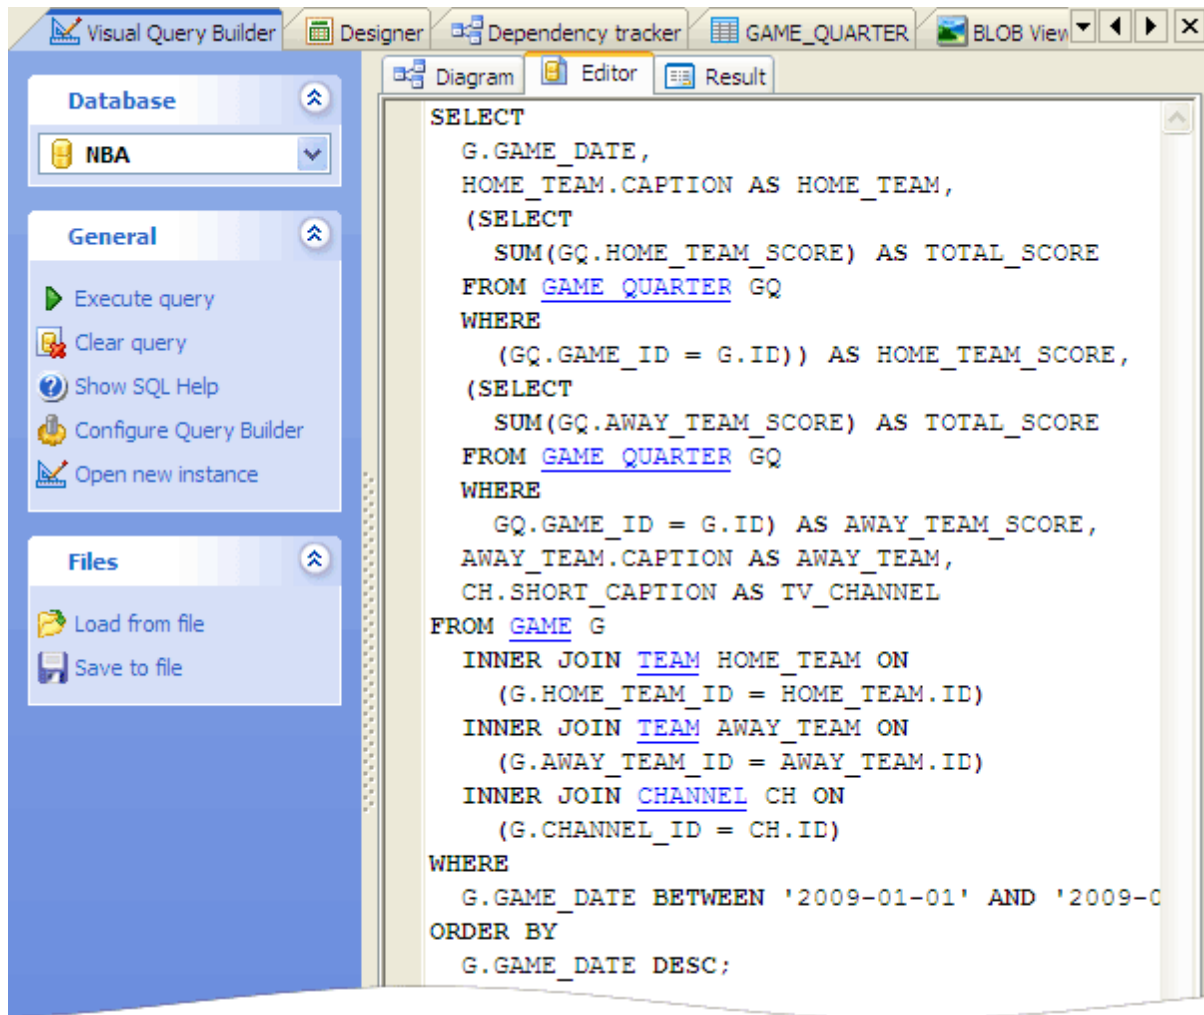 Visual Query Builder Designer Dependency tracker GAME_QUARTER BLOB View
Database
NBA
General
Execute query
Clear query
Show SQL Help
Configure Query Builder
Open new instance
Files
Load from file
Save to file
Diagram Editor Result
SELECT
G.GAME_DATE,
HOME_TEAM.CAPTION AS HOME_TEAM,
(SELECT
SUM(GQ.HOME_TEAM_SCORE) AS TOTAL_SCORE
FROM GAME_QUARTER GQ
WHERE
(GQ.GAME_ID = G.ID)) AS HOME_TEAM_SCORE,
(SELECT
SUM(GQ.AWAY_TEAM_SCORE) AS TOTAL_SCORE
FROM GAME_QUARTER GQ
WHERE
GQ.GAME_ID = G.ID) AS AWAY_TEAM_SCORE,
AWAY_TEAM.CAPTION AS AWAY_TEAM,
CH.SHORT_CAPTION AS TV_CHANNEL
FROM GAME G
INNER JOIN TEAM HOME_TEAM ON
(G.HOME_TEAM_ID = HOME_TEAM.ID)
INNER JOIN TEAM AWAY_TEAM ON
(G.AWAY_TEAM_ID = AWAY_TEAM.ID)
INNER JOIN CHANNEL CH ON
(G.CHANNEL_ID = CH.ID)
WHERE
G.GAME_DATE BETWEEN '2009-01-01' AND '2009-0
ORDER BY
G.GAME_DATE DESC;